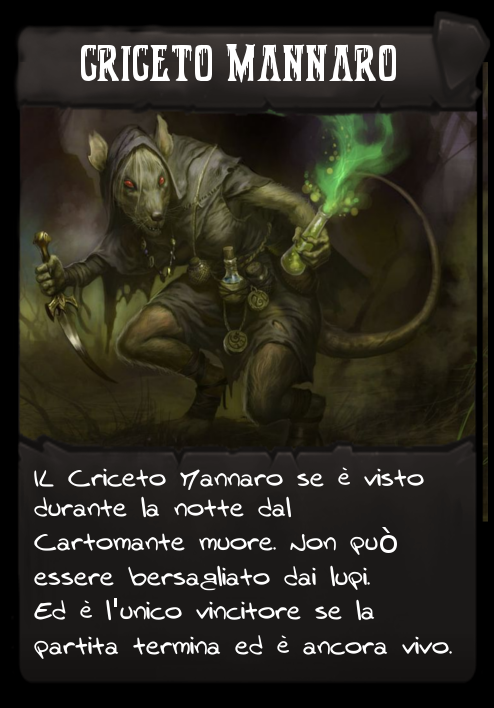 CRICETO MANNARO
Il Criceto Mannaro se è visto
durante la notte dal
Cartomante muore. Non può
essere bersagliato dai lupi.
Ed è l'unico vincitore se la
partita termina ed è ancora vivo.